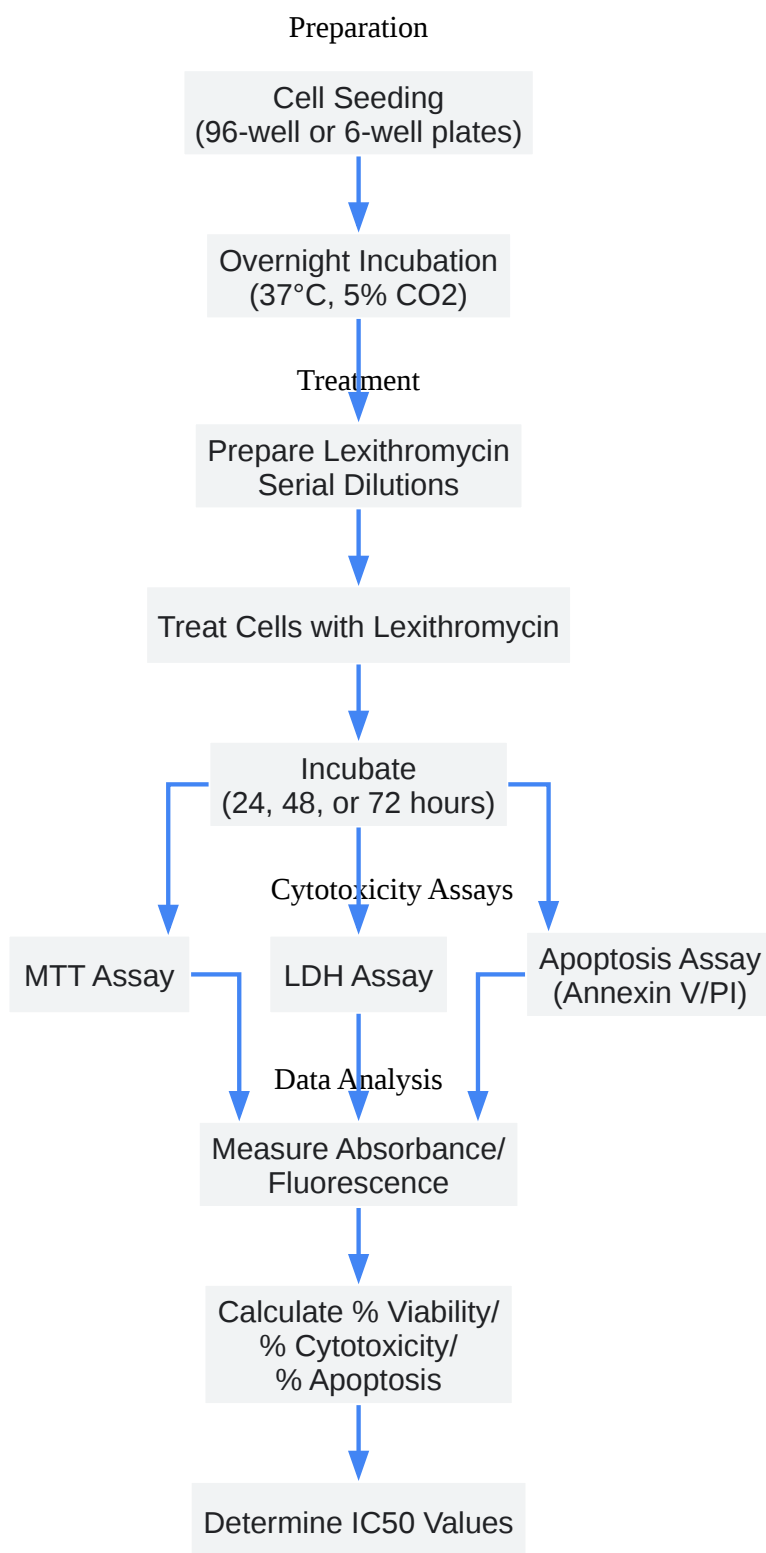 Preparation
Cell Seeding
(96-well or 6-well plates)
Overnight Incubation
(37°C, 5% CO2)
Treatment
Prepare Lexithromycin
Serial Dilutions
Treat Cells with Lexithromycin
Incubate
(24, 48, or 72 hours)
Cytotoxicity Assays
MTT Assay
LDH Assay
Apoptosis Assay
(Annexin V/PI)
Data Analysis
Measure Absorbance/
Fluorescence
Calculate % Viability/
% Cytotoxicity/
% Apoptosis
Determine IC50 Values